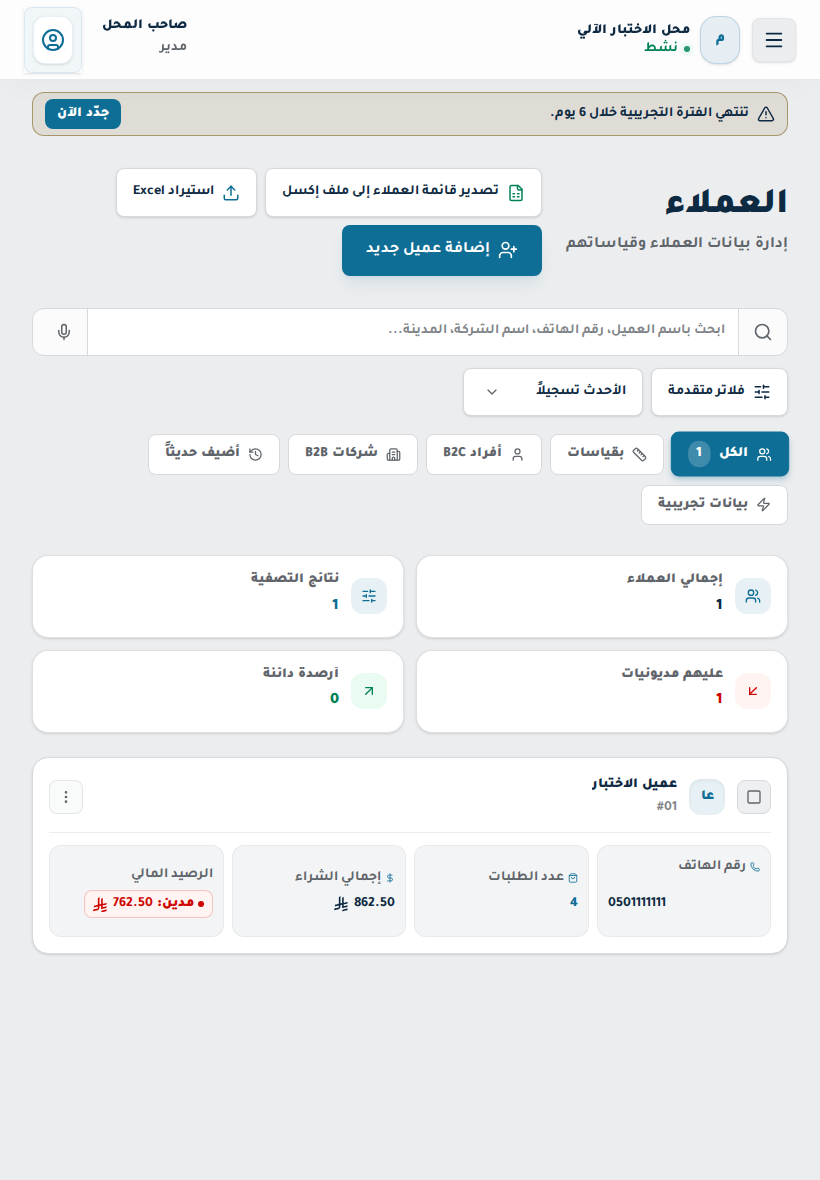 محل الاختبار الآلي
نشط
م
صاحب المحل
مدير
تنتهي الفترة التجريبية خلال 6 يوم.
جدّد الآن
العملاء
إدارة بيانات العملاء وقياساتهم
تصدير قائمة العملاء إلى ملف إكسل
استيراد Excel
إضافة عميل جديد
ابحث باسم العميل، رقم الهاتف، اسم الشركة، المدينة...
فلاتر متقدمة
الأحدث تسجيلاً
الكل 1
بقياسات
أفراد B2C
شركات B2B
أضيف حديثاً
بيانات تجريبية
إجمالي العملاء
1
نتائج التصفية
1
عليهم مديونيات
1
أرصدة دائنة
0
عا
عميل الاختبار
#01
رقم الهاتف
0501111111
عدد الطلبات
4
إجمالي الشراء
862.50
الرصيد المالي
مدين: 762.50